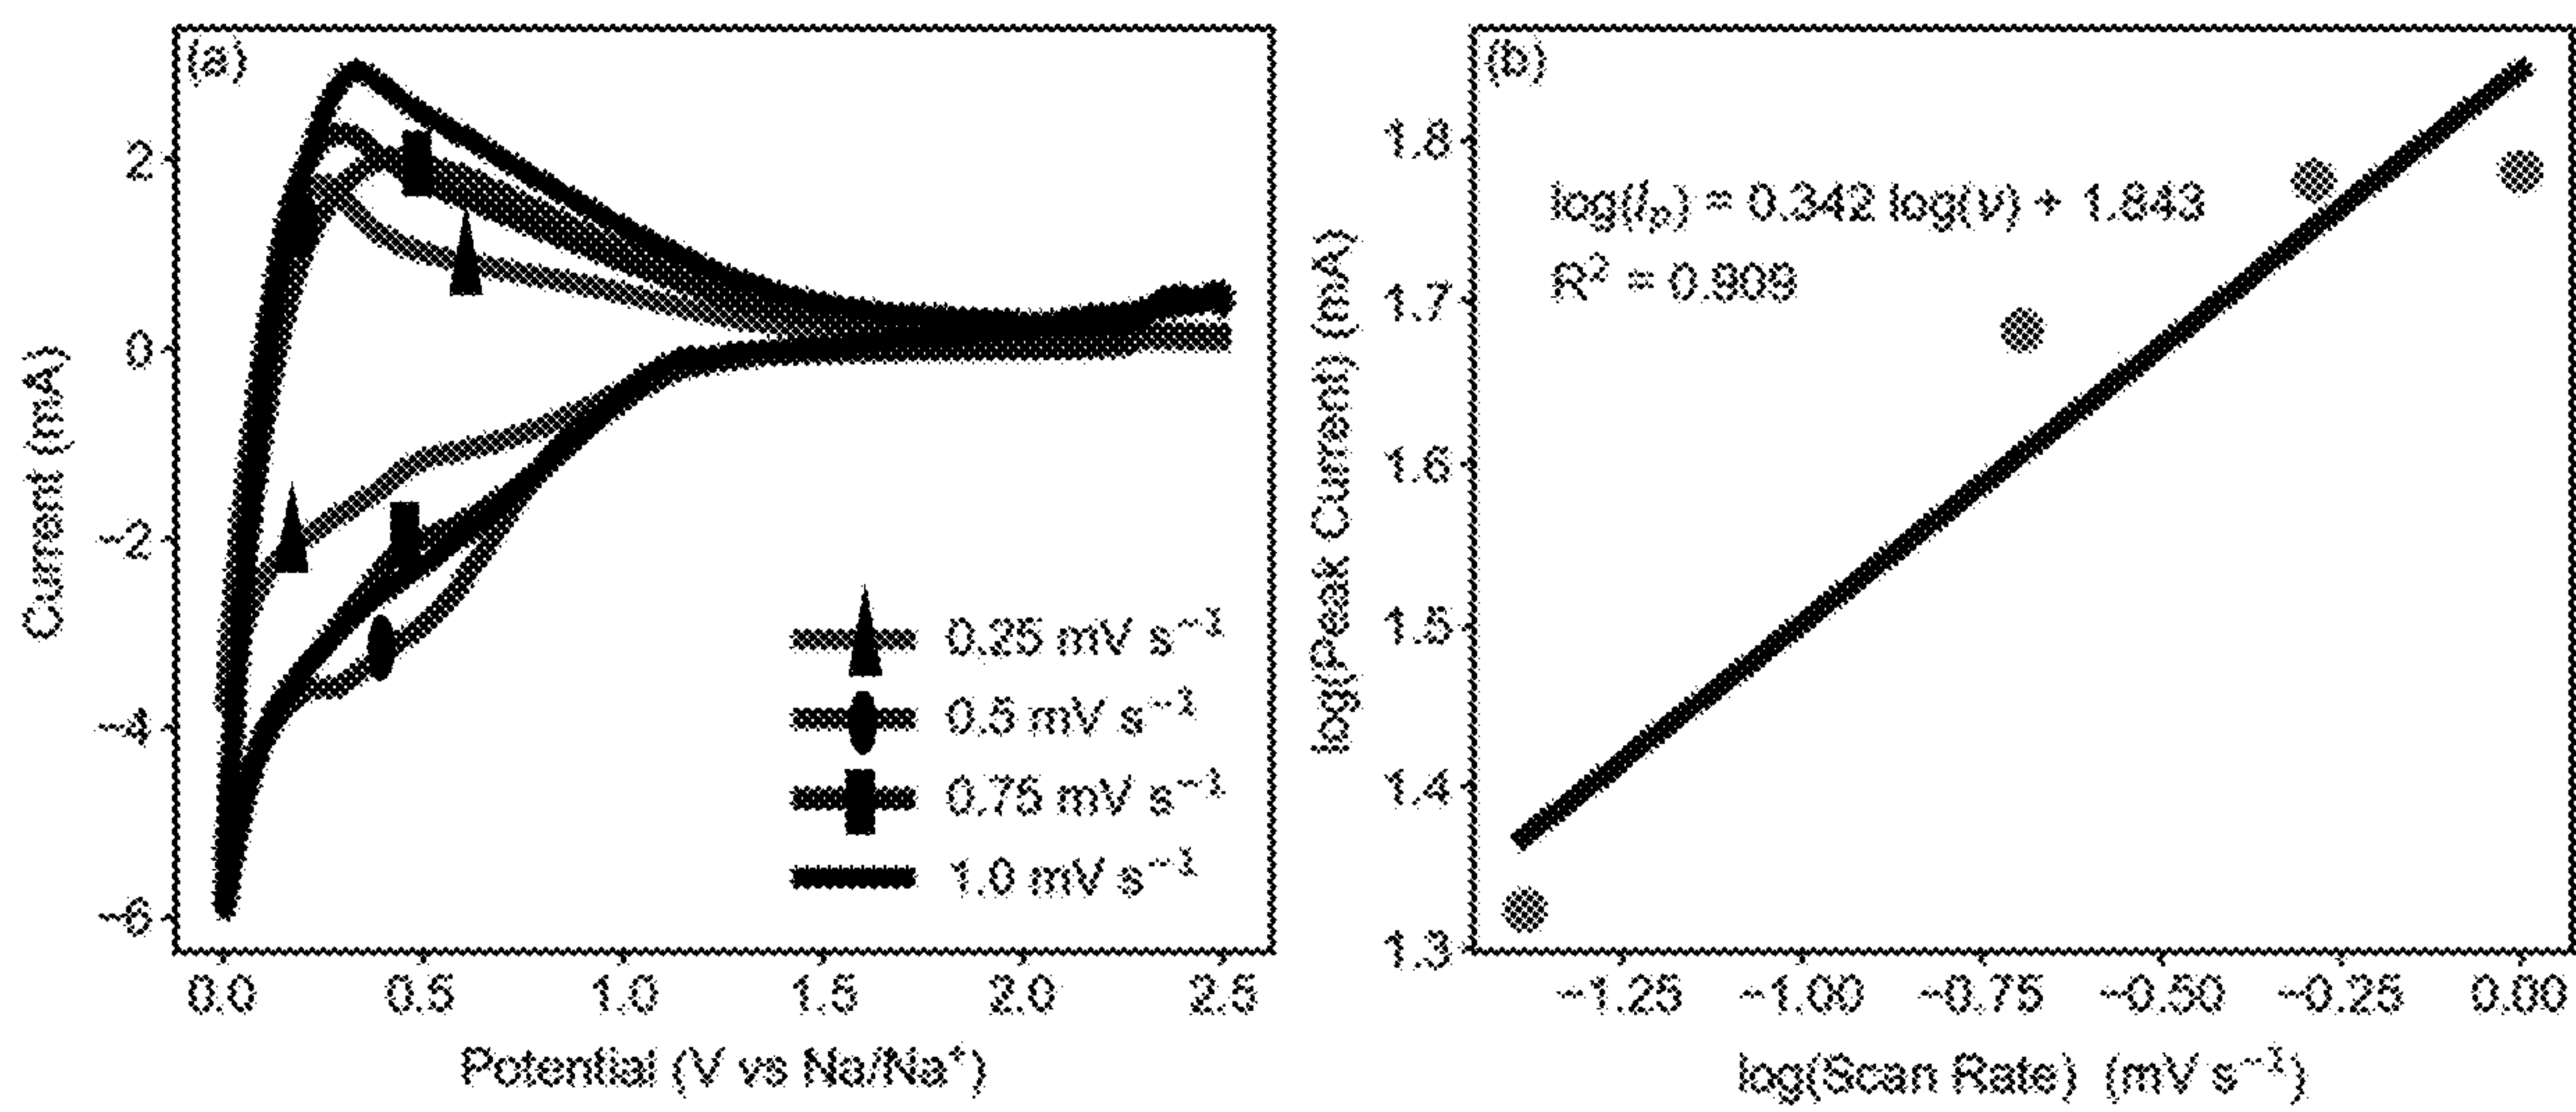 (a)
2
0
−2
−4
−6
Current (mA)
0.25 mV s⁻¹
0.5 mV s⁻¹
0.75 mV s⁻¹
1.0 mV s⁻¹
0.0 0.5 1.0 1.5 2.0 2.5
Potential (V vs Na/Na⁺)
(b)
1.8
1.7
1.6
1.5
1.4
1.3
log(Peak Current) (mA)
log(Iₚ) = 0.342 log(ν) + 1.843
R² = 0.909
−1.25 −1.00 −0.75 −0.50 −0.25 0.00
log(Scan Rate) (mV s⁻¹)